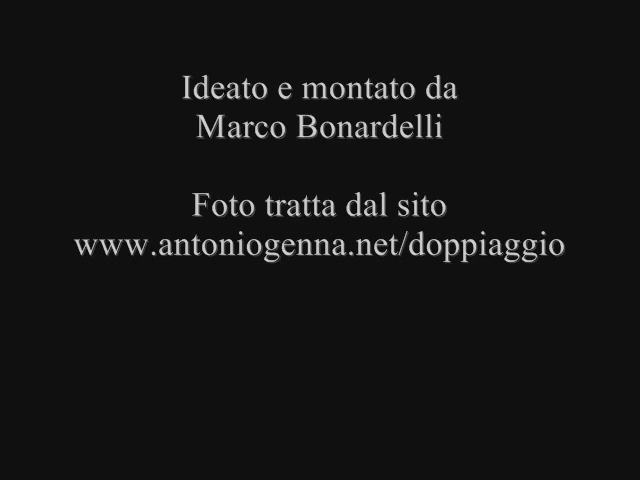 Ideato e montato da
Marco Bonardelli
Foto tratta dal sito
www.antoniogenna.net/doppiaggio